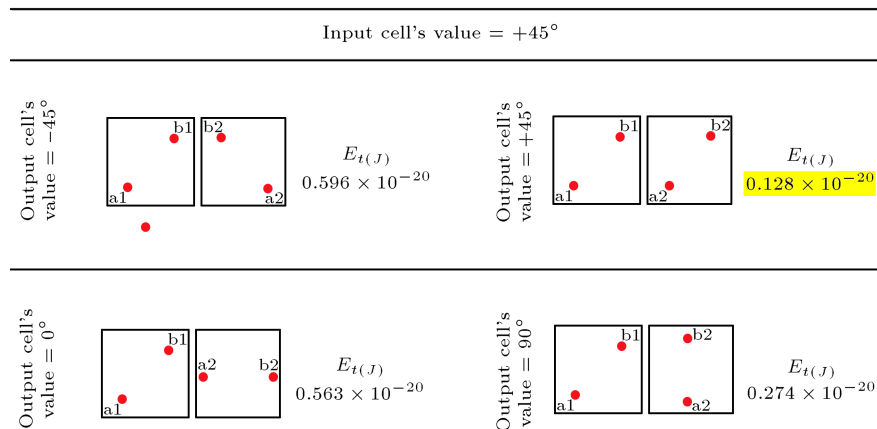 Input cell's value = +45°
Output cell's
value = −45°
b1
b2
a1
a2
E_{t(J)}
0.596 × 10^{−20}
Output cell's
value = +45°
b1
b2
a1
a2
E_{t(J)}
0.128 × 10^{−20}
Output cell's
value = 0°
b1
a2
b2
a1
E_{t(J)}
0.563 × 10^{−20}
Output cell's
value = 90°
b1
b2
a1
a2
E_{t(J)}
0.274 × 10^{−20}